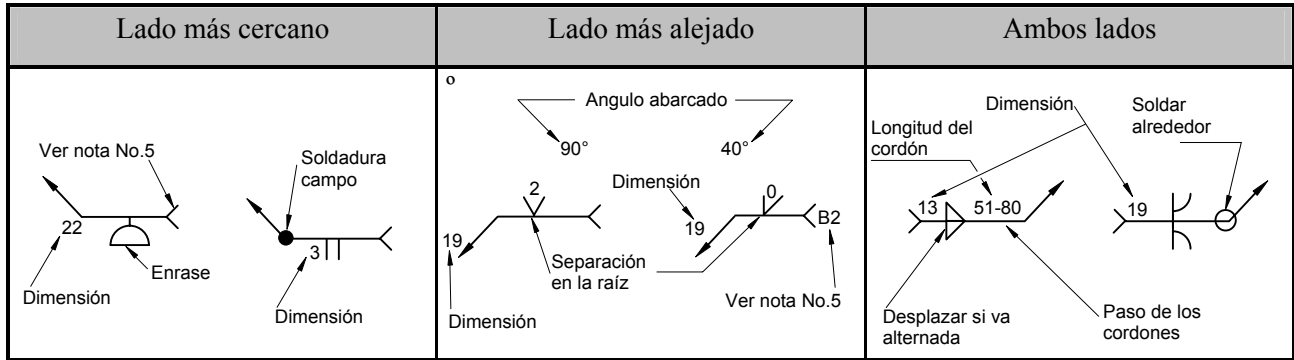 Lado más cercano
Lado más alejado
Ambos lados
Ver nota No.5
22
Enrase
Dimensión
Soldadura
campo
3
Dimensión
o
Angulo abarcado
90°
40°
2
Dimensión
0
19
19
B2
Separación
en la raíz
Ver nota No.5
Dimensión
Dimensión
Soldar
alrededor
Longitud del
cordón
13
51-80
19
Desplazar si va
alternada
Paso de los
cordones